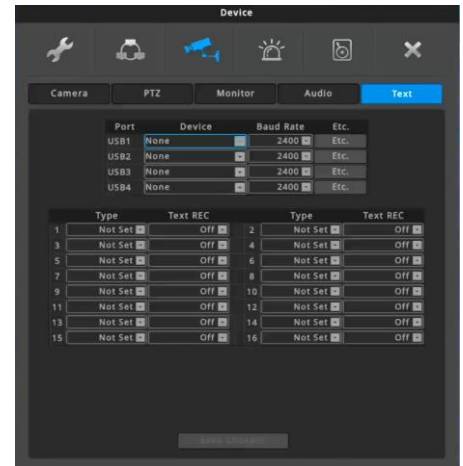 Device
Camera PTZ Monitor Audio Text
Port Device Baud Rate Etc.
USB1 None 2400 Etc.
USB2 None 2400 Etc.
USB3 None 2400 Etc.
USB4 None 2400 Etc.
Type Text REC Type Text REC
1 Not Set Off 2 Not Set Off
3 Not Set Off 4 Not Set Off
5 Not Set Off 6 Not Set Off
7 Not Set Off 8 Not Set Off
9 Not Set Off 10 Not Set Off
11 Not Set Off 12 Not Set Off
13 Not Set Off 14 Not Set Off
15 Not Set Off 16 Not Set Off
Save Changes